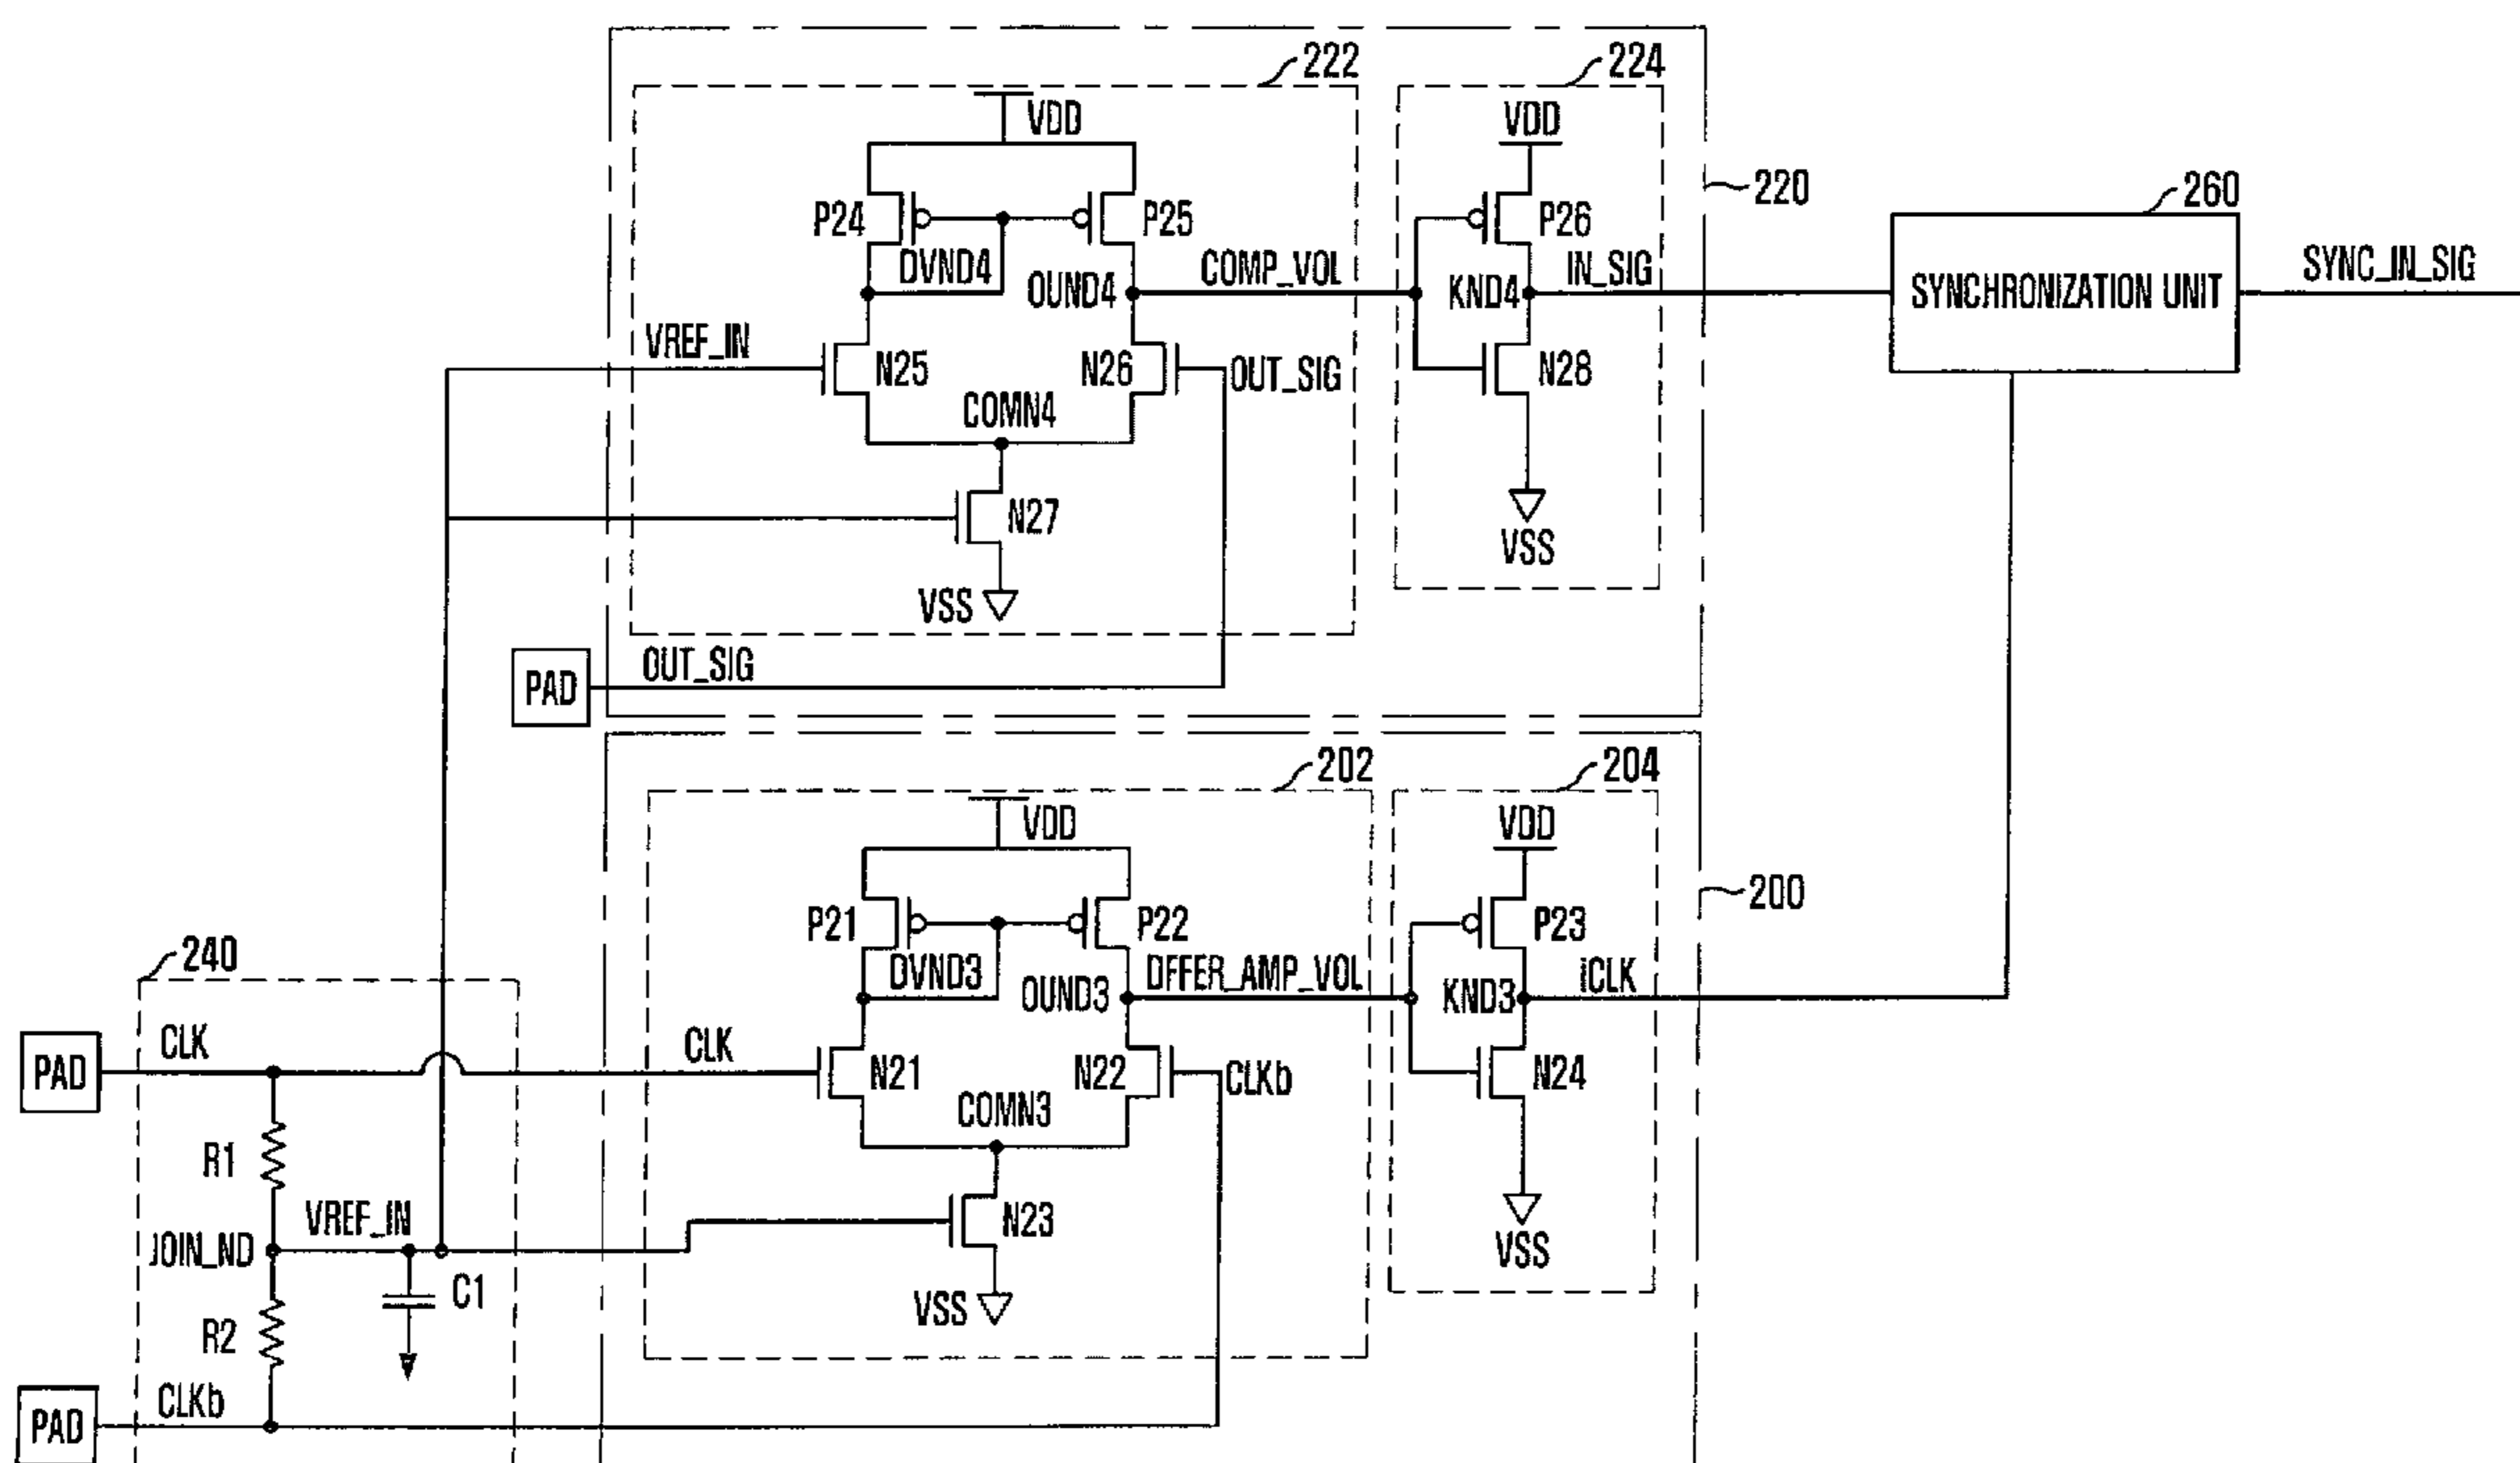 222
224
VDD
VDD
220
260
P24
P25
P26
DVND4
OUND4
COMP_VOL
KND4
IN_SIG
SYNCHRONIZATION UNIT
SYNC_IN_SIG
VREF_IN
N25
N26
OUT_SIG
N28
COMN4
N27
VSS
VSS
PAD
OUT_SIG
202
204
VDD
VDD
200
P21
P22
P23
240
DVND3
OUND3
DFFER_AMP_VOL
KND3
iCLK
PAD
CLK
CLK
N21
N22
CLKb
N24
COMN3
R1
VREF_IN
N23
JOIN_ND
C1
VSS
VSS
R2
PAD
CLKb